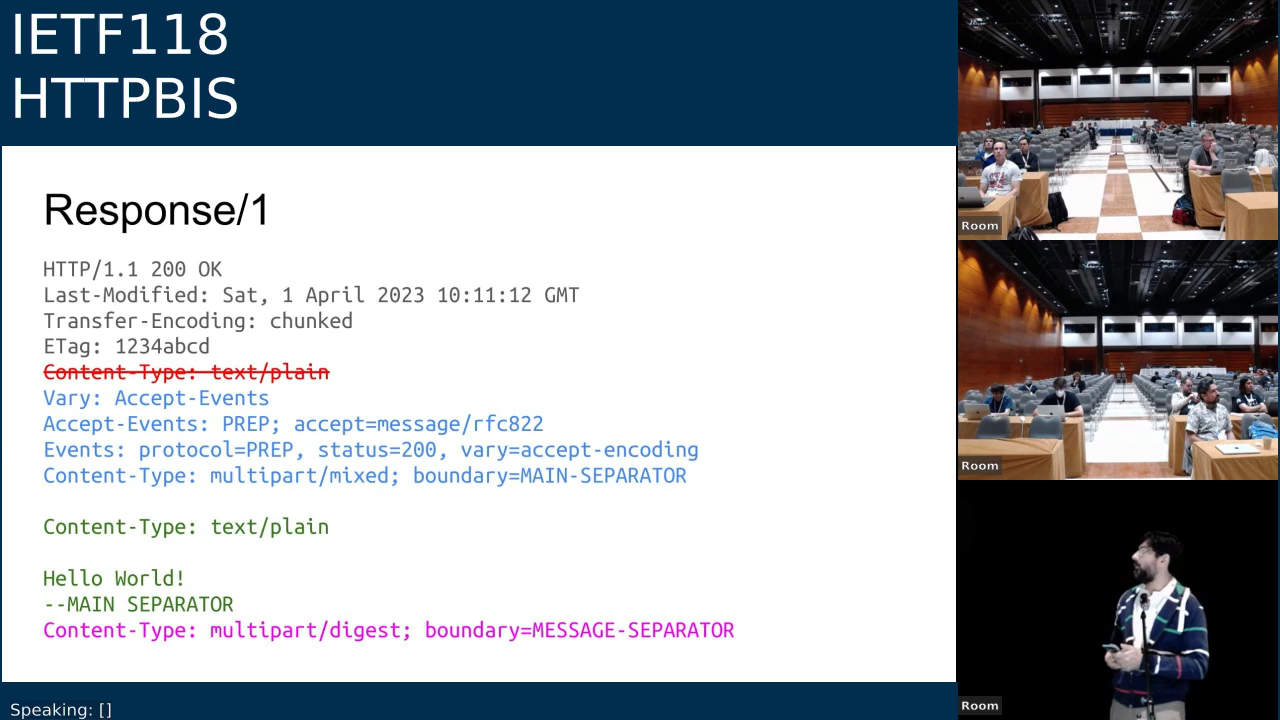 IETF118
HTTPBIS
Response/1
HTTP/1.1 200 OK
Last-Modified: Sat, 1 April 2023 10:11:12 GMT
Transfer-Encoding: chunked
ETag: 1234abcd
Content-Type: text/plain
Vary: Accept-Events
Accept-Events: PREP; accept=message/rfc822
Events: protocol=PREP, status=200, vary=accept-encoding
Content-Type: multipart/mixed; boundary=MAIN-SEPARATOR
Content-Type: text/plain
Hello World!
--MAIN SEPARATOR
Content-Type: multipart/digest; boundary=MESSAGE-SEPARATOR
Speaking: []
Room
Room
Room